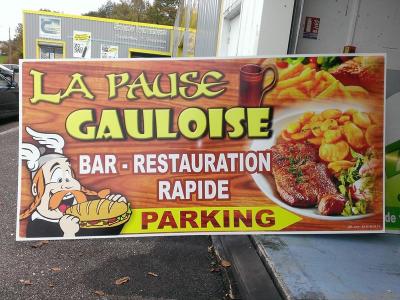 LA PAUSE
GAULOISE
BAR - RESTAURATION
RAPIDE
PARKING